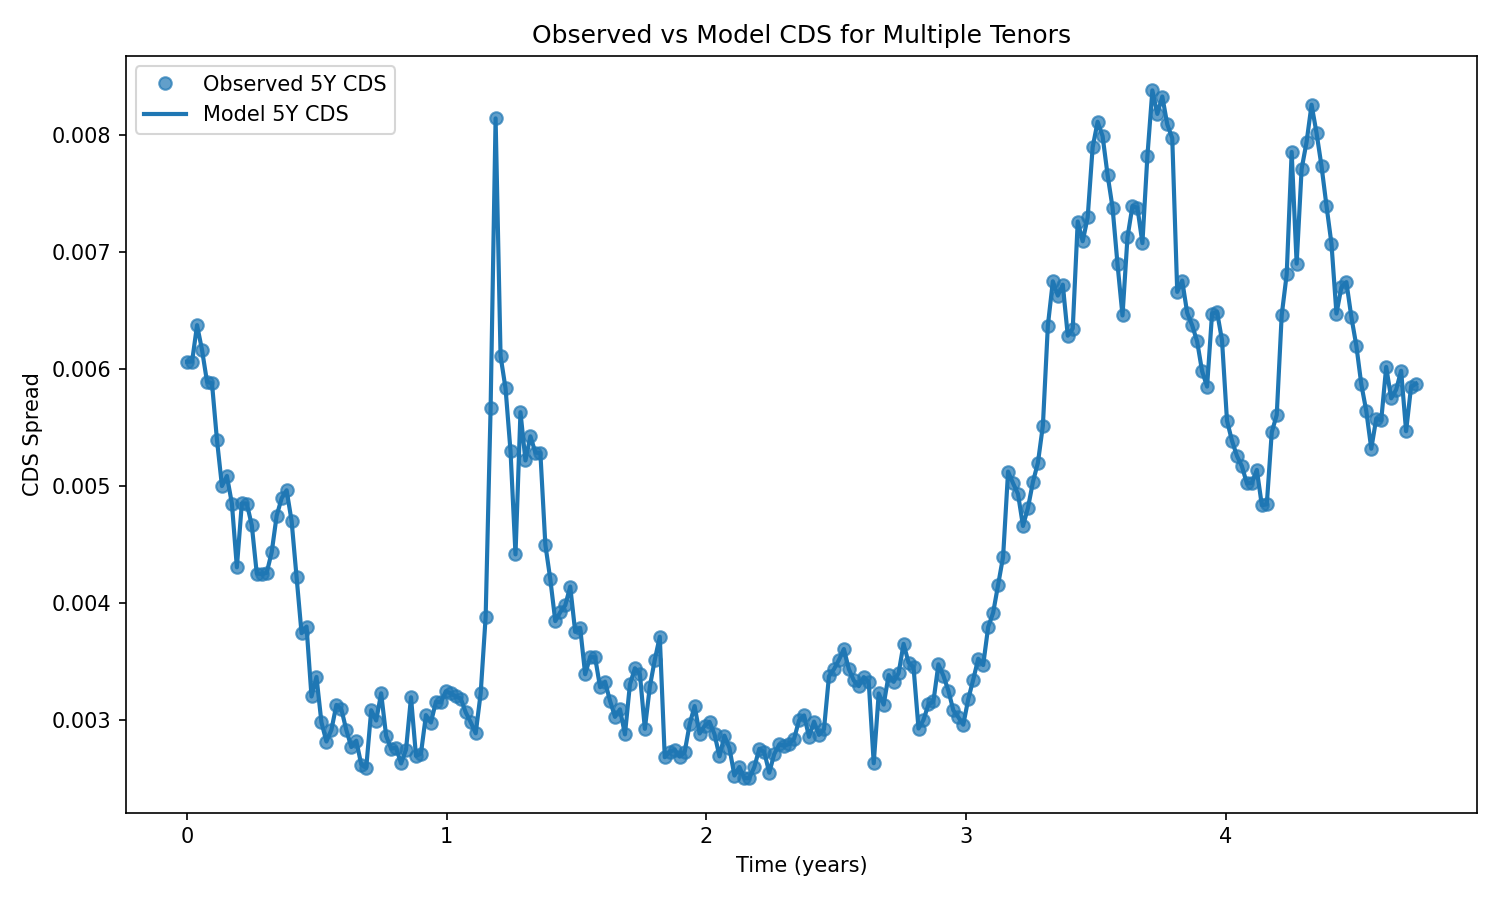 Observed vs Model CDS for Multiple Tenors
Observed 5Y CDS
Model 5Y CDS
CDS Spread
0.008
0.007
0.006
0.005
0.004
0.003
0
1
2
3
4
Time (years)